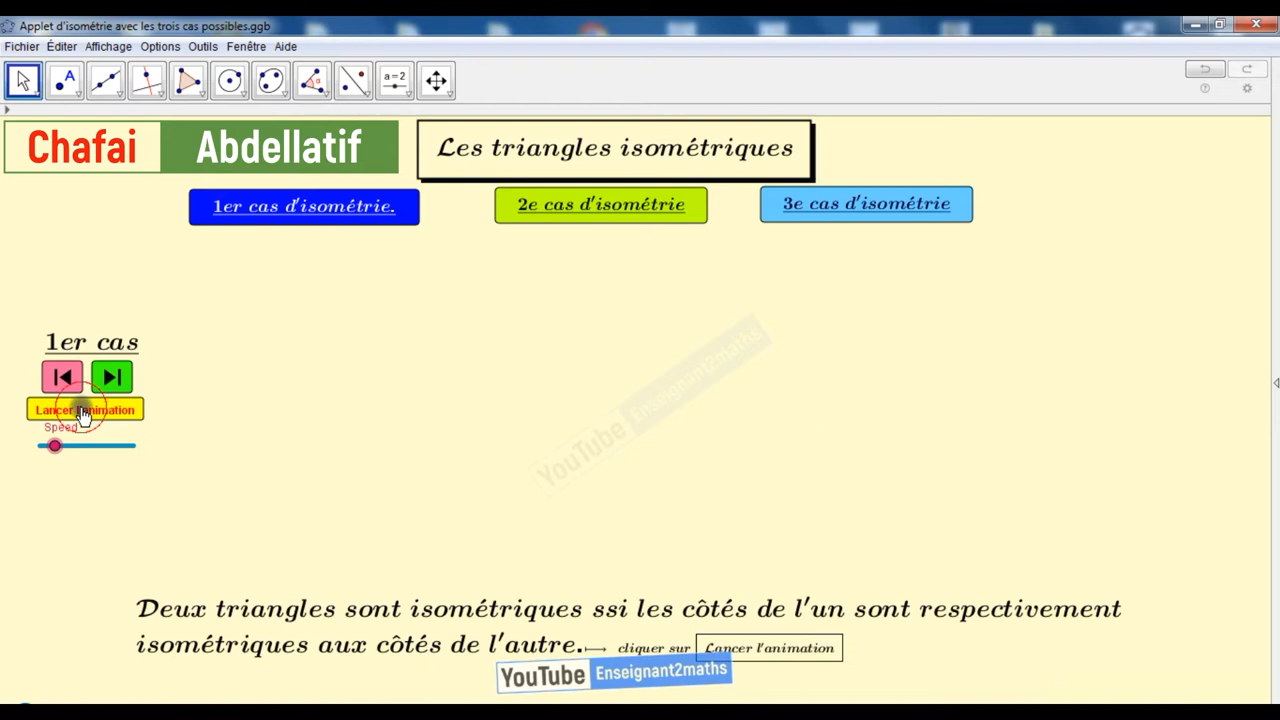 Applet d'isométrie avec les trois cas possibles.ggb
Fichier Éditer Affichage Options Outils Fenêtre Aide
A
α
a = 2
Chafai Abdellatif
Les triangles isométriques
1er cas d'isométrie.
2e cas d'isométrie
3e cas d'isométrie
1er cas
Lancer l'animation
Speed
YouTube Enseignant2maths
Deux triangles sont isométriques ssi les côtés de l'un sont respectivement
isométriques aux côtés de l'autre. ↦ cliquer sur Lancer l'animation
YouTube Enseignant2maths